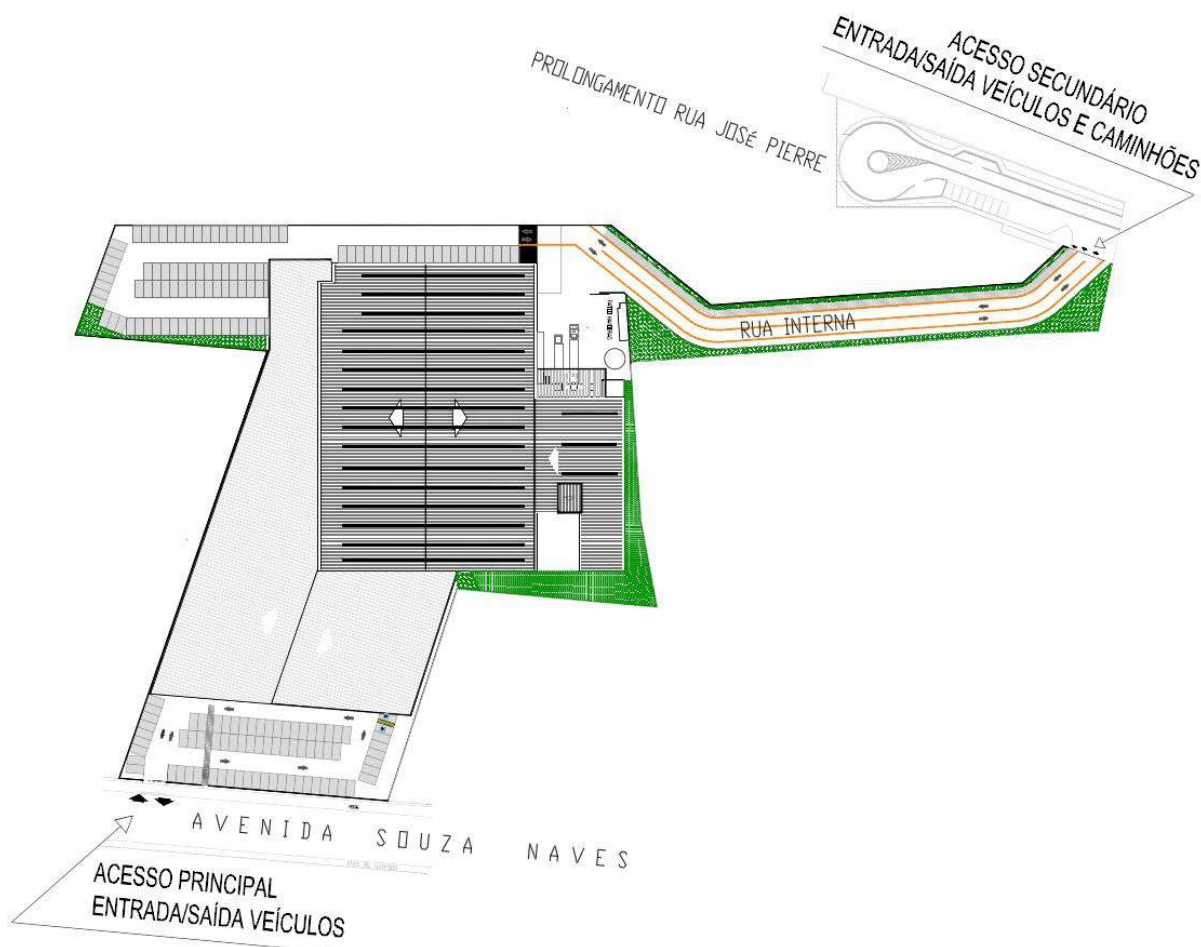 ACESSO SECUNDÁRIO
ENTRADA/SAÍDA VEÍCULOS E CAMINHÕES
PROLONGAMENTO RUA JOSÉ PIERRE
RUA INTERNA
AVENIDA SOUZA NAVES
ACESSO PRINCIPAL
ENTRADA/SAÍDA VEÍCULOS